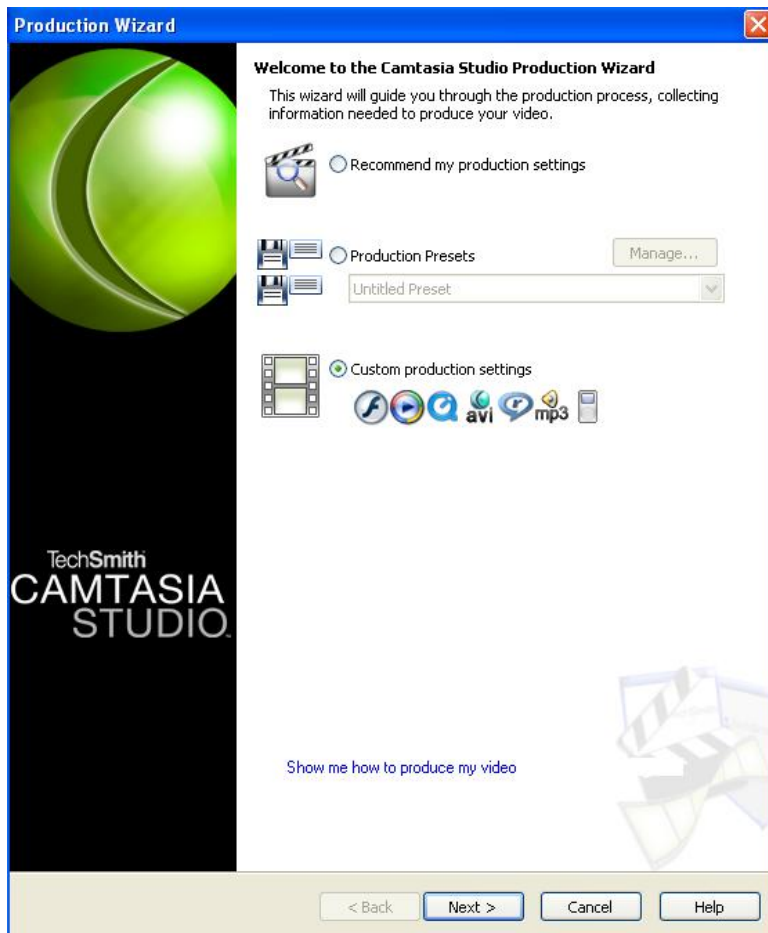 Production Wizard
Welcome to the Camtasia Studio Production Wizard
This wizard will guide you through the production process, collecting
information needed to produce your video.
Recommend my production settings
Production Presets
Manage...
Untitled Preset
Custom production settings
avi
mp3
TechSmith
CAMTASIA
STUDIO
Show me how to produce my video
< Back
Next >
Cancel
Help